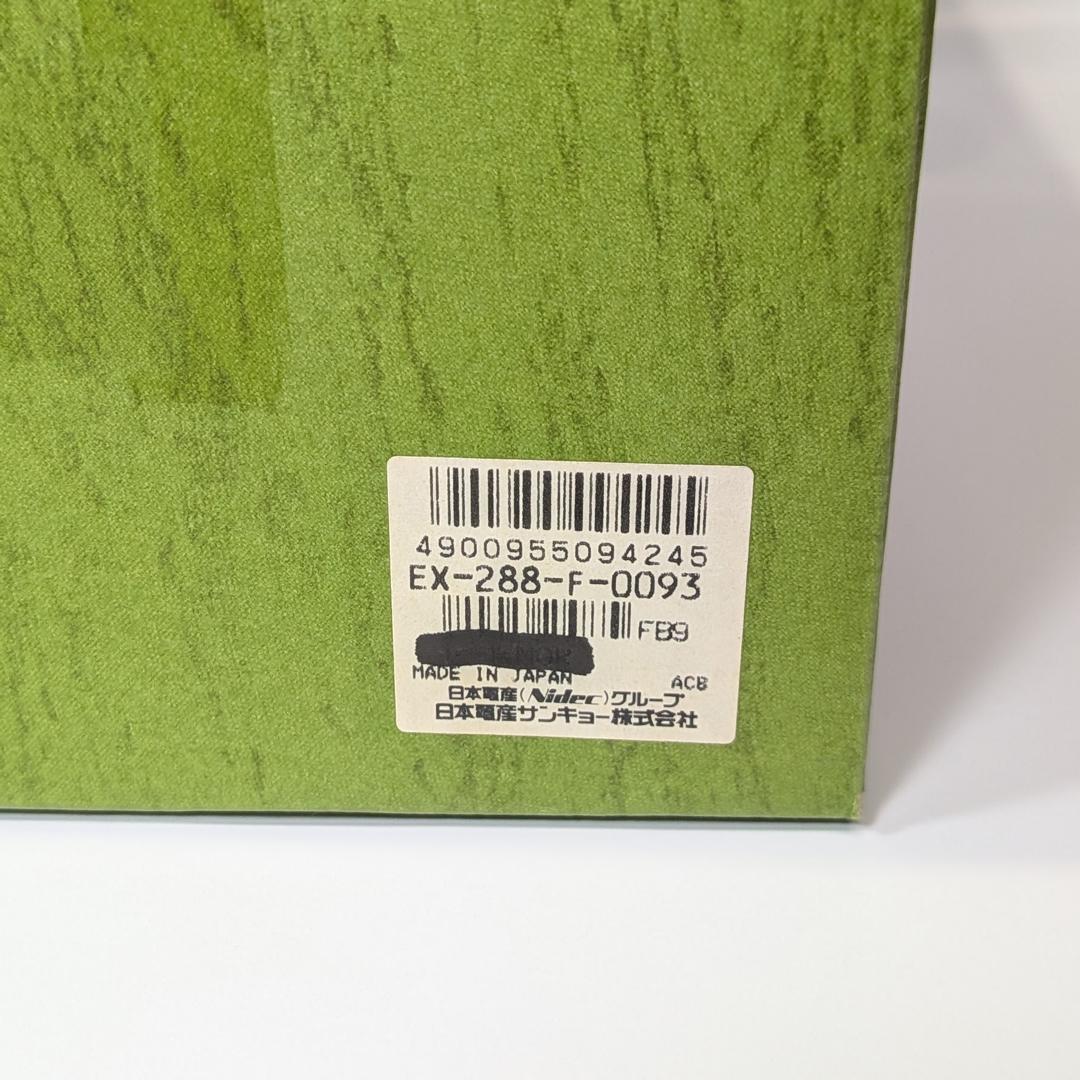 4900955094245
EX-288-F-0093
FB9
MADE IN JAPAN
ACB
日本電産(Nidec)グループ
日本電産サンキョー株式会社